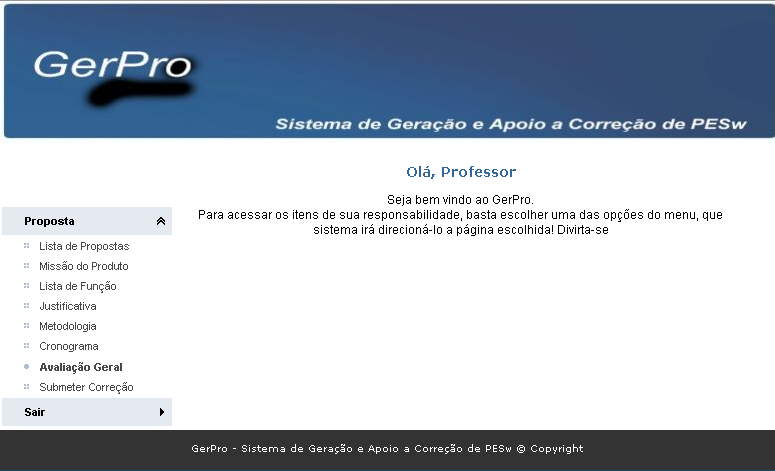 GerPro
Sistema de Geração e Apoio a Correção de PESw
Olá, Professor
Seja bem vindo ao GerPro.
Para acessar os itens de sua responsabilidade, basta escolher uma das opções do menu, que
sistema irá direcioná-lo a página escolhida! Divirta-se
Proposta
Lista de Propostas
Missão do Produto
Lista de Função
Justificativa
Metodologia
Cronograma
Avaliação Geral
Submeter Correção
Sair
GerPro - Sistema de Geração e Apoio a Correção de PESw © Copyright